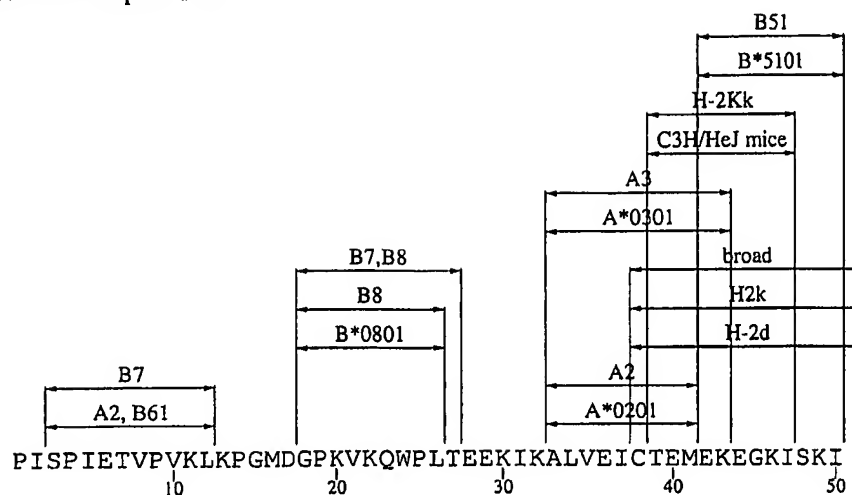 B51
B*5101
H-2Kk
C3H/HeJ mice
A3
A*0301
B7,B8
broad
B8
H2k
B*0801
H-2d
B7
A2
A2, B61
A*0201
PISPIETVPVKLKPGMDGPKVKQWPLTEEKIKALVEICTEMEKEGKISKI
10 20 30 40 50